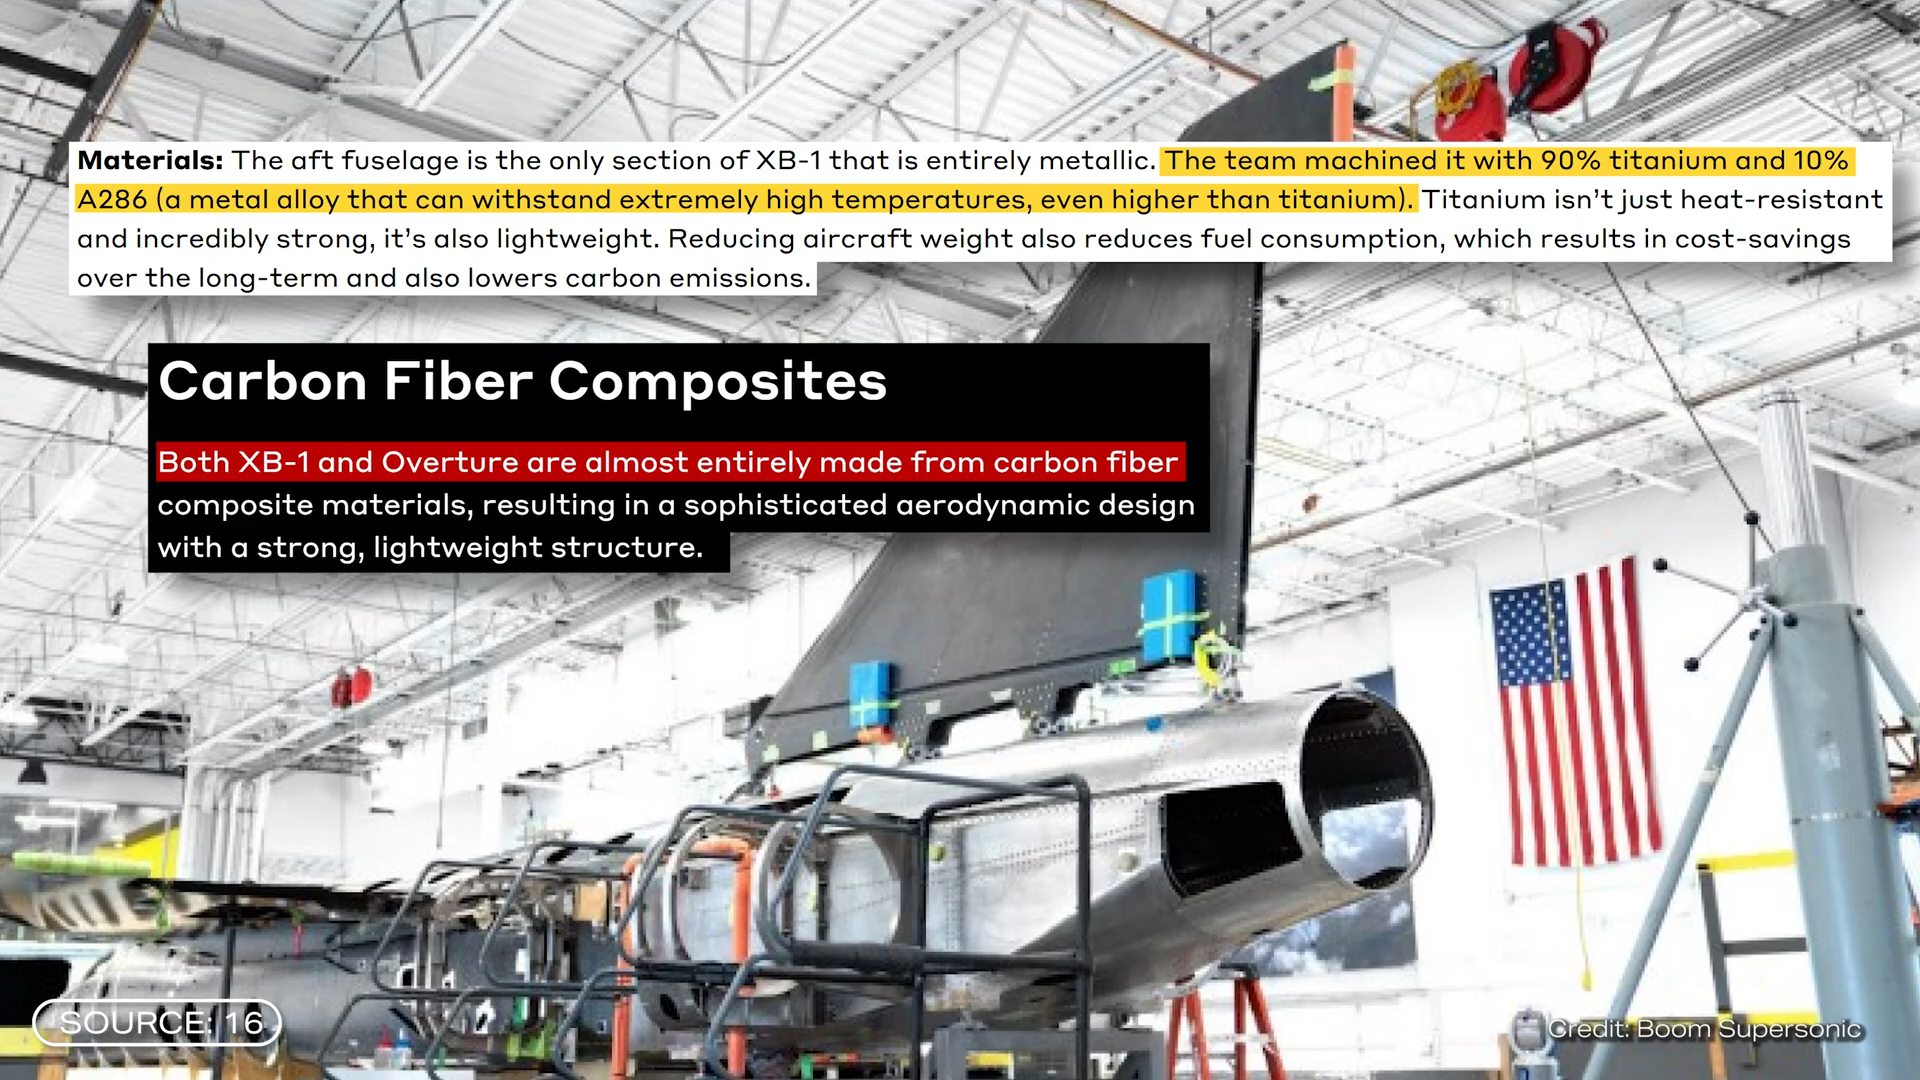 Materials: The aft fuselage is the only section of XB-1 that is entirely metallic. The team machined it with 90% titanium and 10%
A286 (a metal alloy that can withstand extremely high temperatures, even higher than titanium). Titanium isn't just heat-resistant
and incredibly strong, it's also lightweight. Reducing aircraft weight also reduces fuel consumption, which results in cost-savings
over the long-term and also lowers carbon emissions.
Carbon Fiber Composites
Both XB-1 and Overture are almost entirely made from carbon fiber
composite materials, resulting in a sophisticated aerodynamic design
with a strong, lightweight structure.
SOURCE: 16
Credit: Boom Supersonic